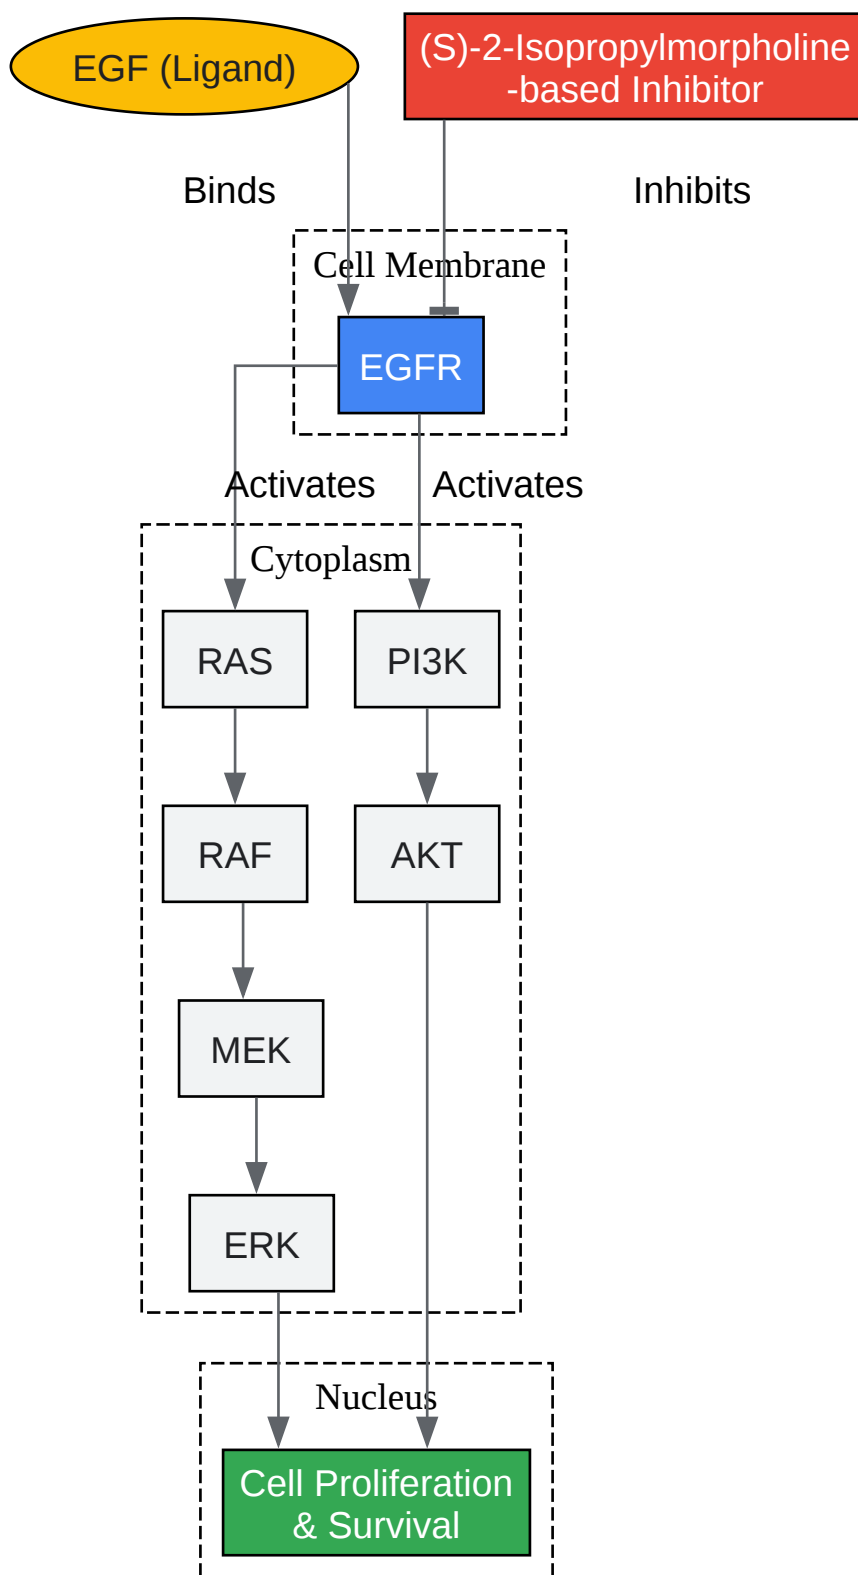 EGF (Ligand)
(S)-2-Isopropylmorpholine
-based Inhibitor
Binds
Inhibits
Cell Membrane
EGFR
Activates
Activates
Cytoplasm
RAS
PI3K
RAF
AKT
MEK
ERK
Nucleus
Cell Proliferation
& Survival